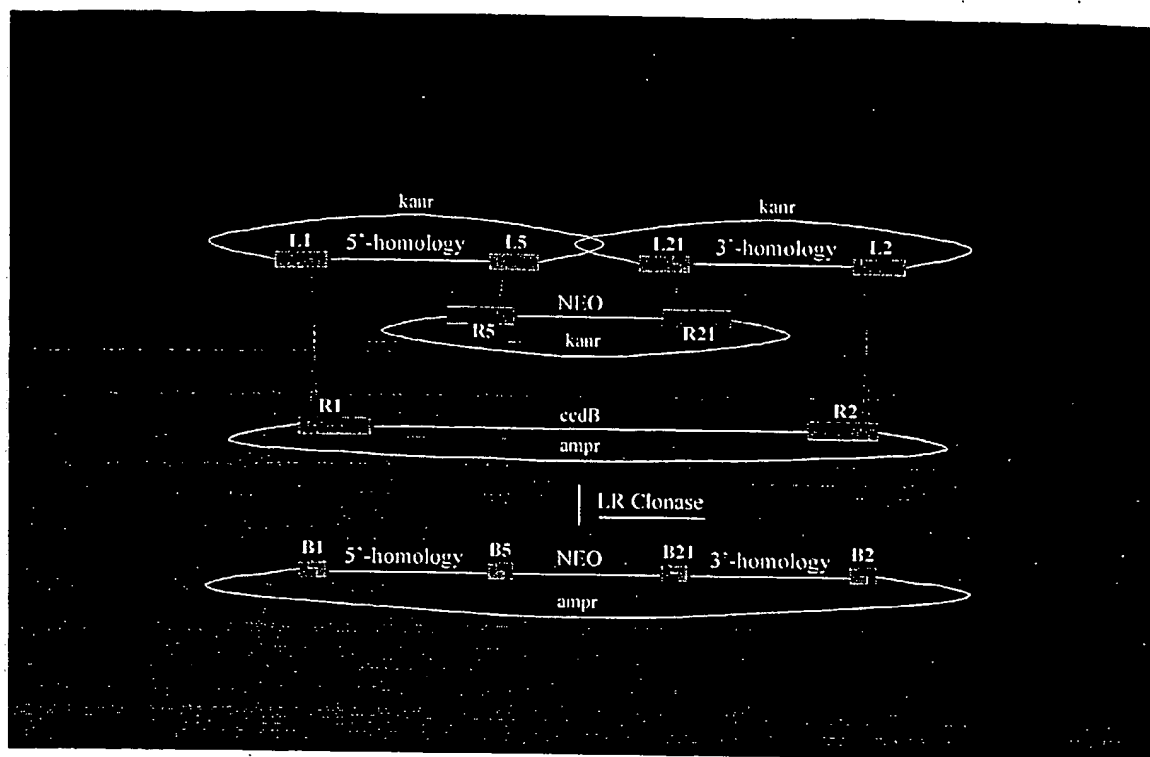 kanr kanr
L1 5'-homology L5 L21 3'-homology L2
NEO
R5 kanr R21
R1 ccdB R2
ampr
LR Clonase
B1 5'-homology B5 NEO B21 3'-homology B2
ampr